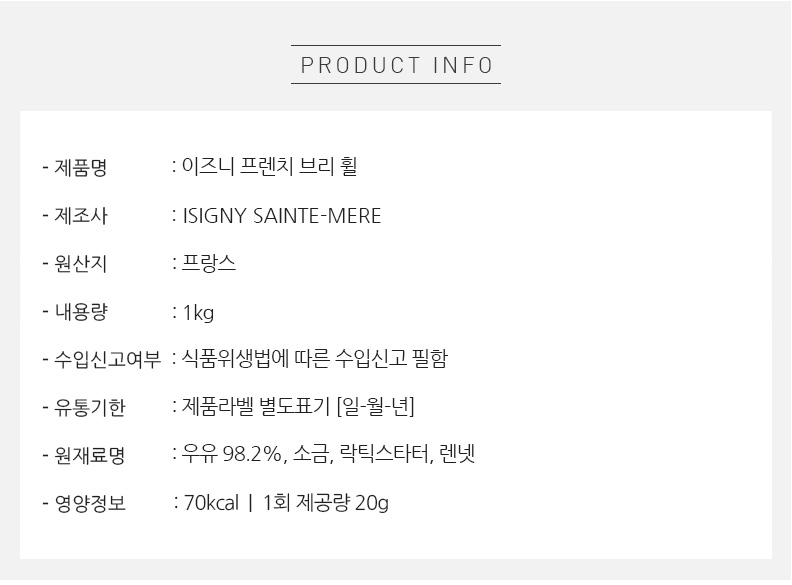 PRODUCT INFO
- 제품명 : 이즈니 프렌치 브리 휠
- 제조사 : ISIGNY SAINTE-MERE
- 원산지 : 프랑스
- 내용량 : 1kg
- 수입신고여부 : 식품위생법에 따른 수입신고 필함
- 유통기한 : 제품라벨 별도표기 [일-월-년]
- 원재료명 : 우유 98.2%, 소금, 락틱스타터, 렌넷
- 영양정보 : 70kcal | 1회 제공량 20g